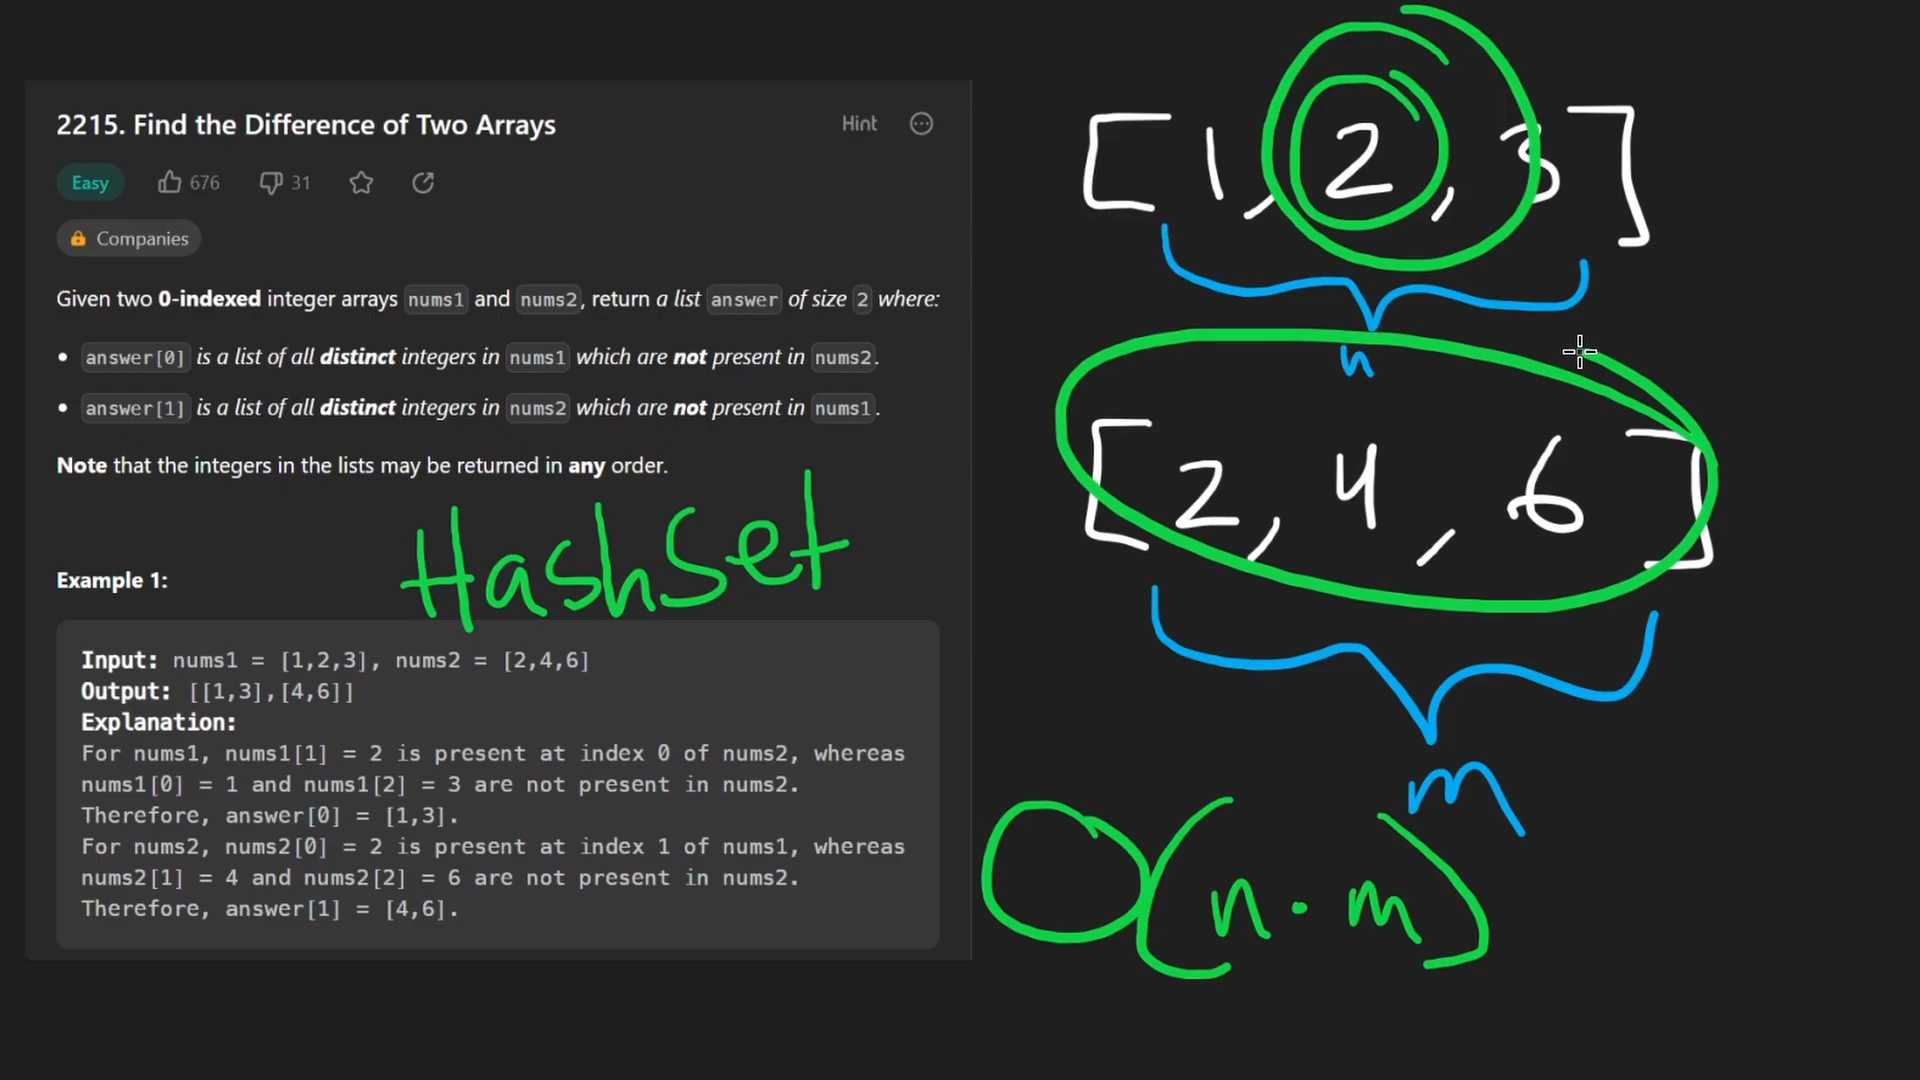 2215. Find the Difference of Two Arrays
Hint
Easy 676 31
Companies
Given two 0-indexed integer arrays nums1 and nums2, return a list answer of size 2 where:
• answer[0] is a list of all distinct integers in nums1 which are not present in nums2.
• answer[1] is a list of all distinct integers in nums2 which are not present in nums1.
Note that the integers in the lists may be returned in any order.
HashSet
Example 1:
Input: nums1 = [1,2,3], nums2 = [2,4,6]
Output: [[1,3],[4,6]]
Explanation:
For nums1, nums1[1] = 2 is present at index 0 of nums2, whereas
nums1[0] = 1 and nums1[2] = 3 are not present in nums2.
Therefore, answer[0] = [1,3].
For nums2, nums2[0] = 2 is present at index 1 of nums1, whereas
nums2[1] = 4 and nums2[2] = 6 are not present in nums2.
Therefore, answer[1] = [4,6].
[1, 2, 3]
n
[2, 4, 6]
m
O(n · m)